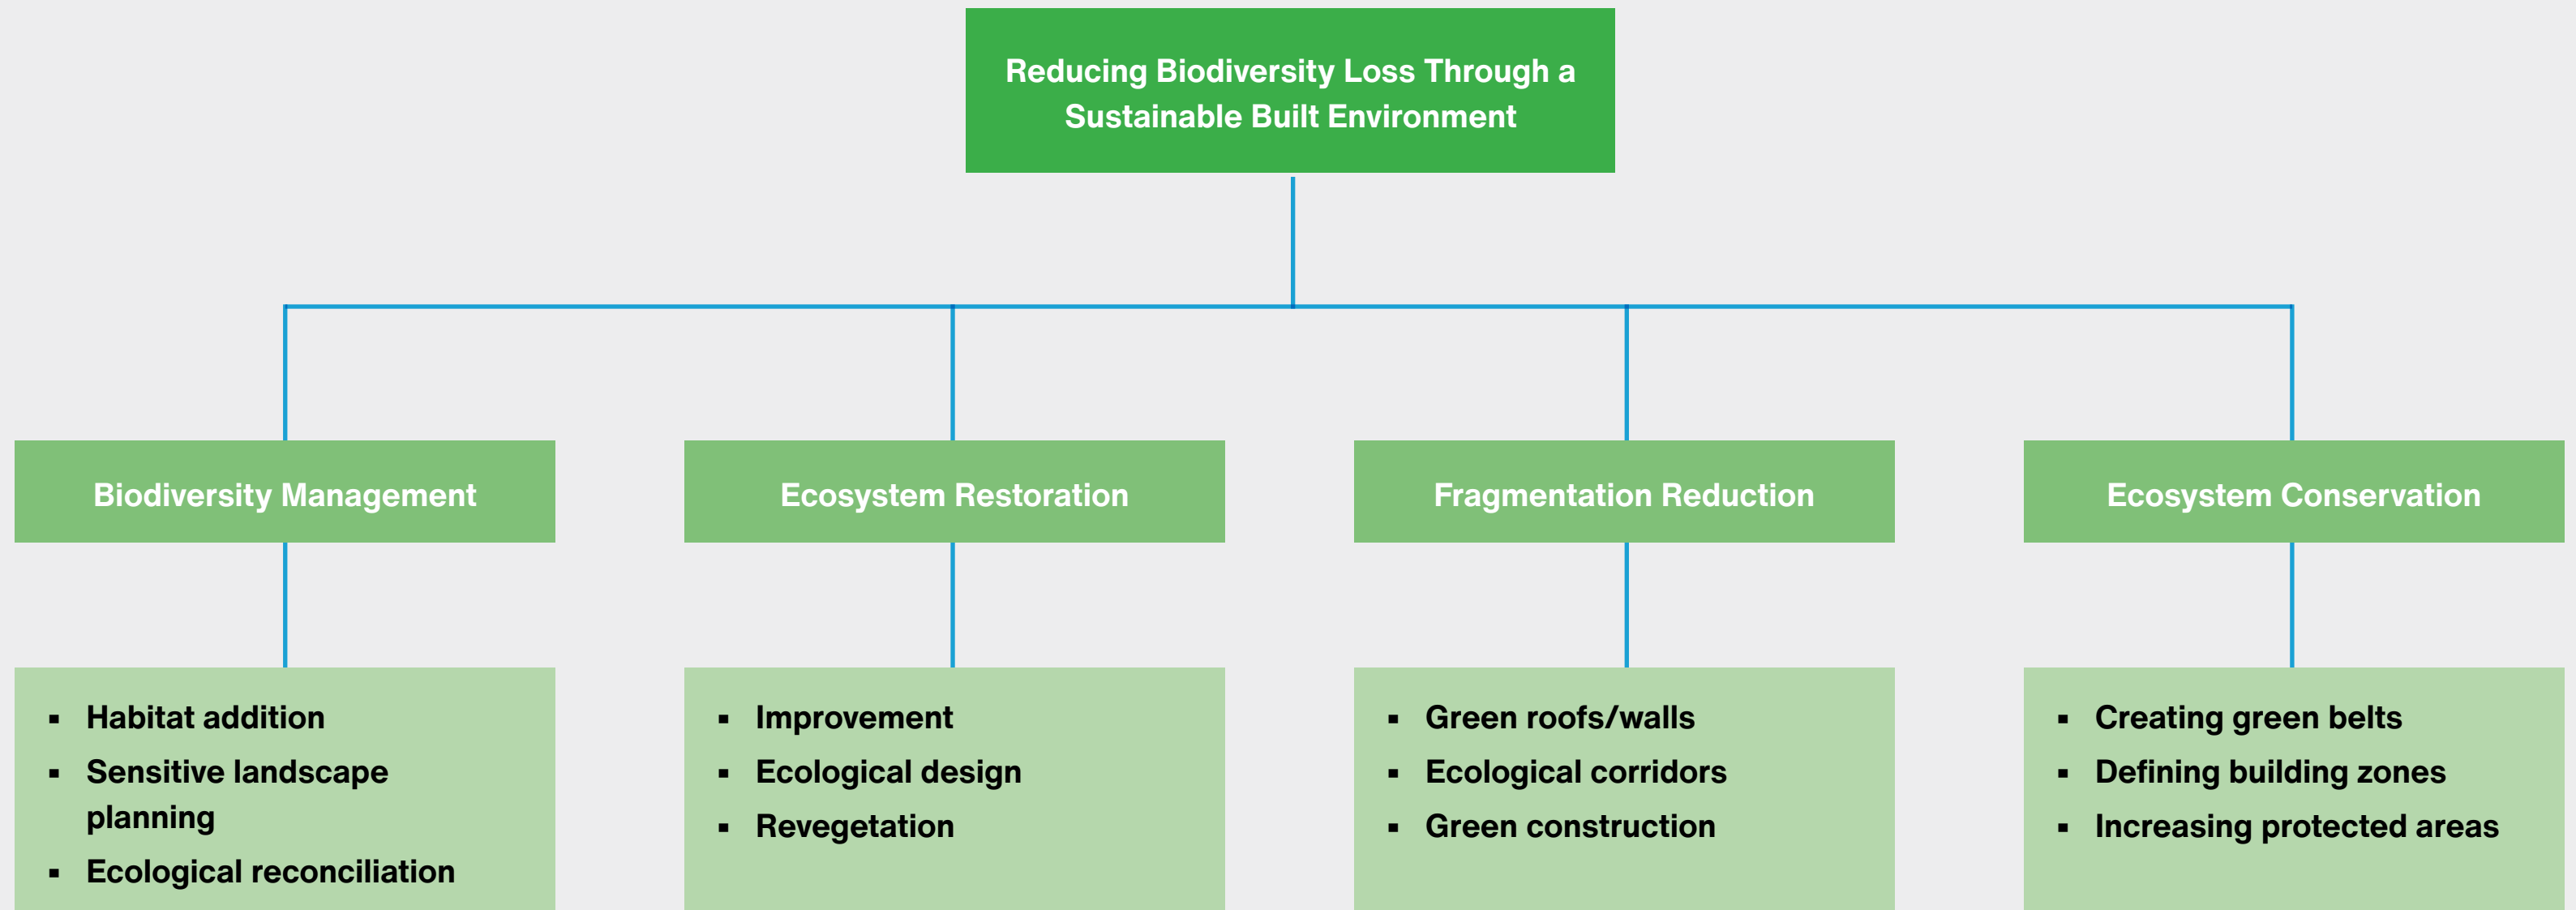 Reducing Biodiversity Loss Through a
Sustainable Built Environment
Biodiversity Management
Ecosystem Restoration
Fragmentation Reduction
Ecosystem Conservation
▪ Habitat addition
▪ Sensitive landscape
planning
▪ Ecological reconciliation
▪ Improvement
▪ Ecological design
▪ Revegetation
▪ Green roofs/walls
▪ Ecological corridors
▪ Green construction
▪ Creating green belts
▪ Defining building zones
▪ Increasing protected areas